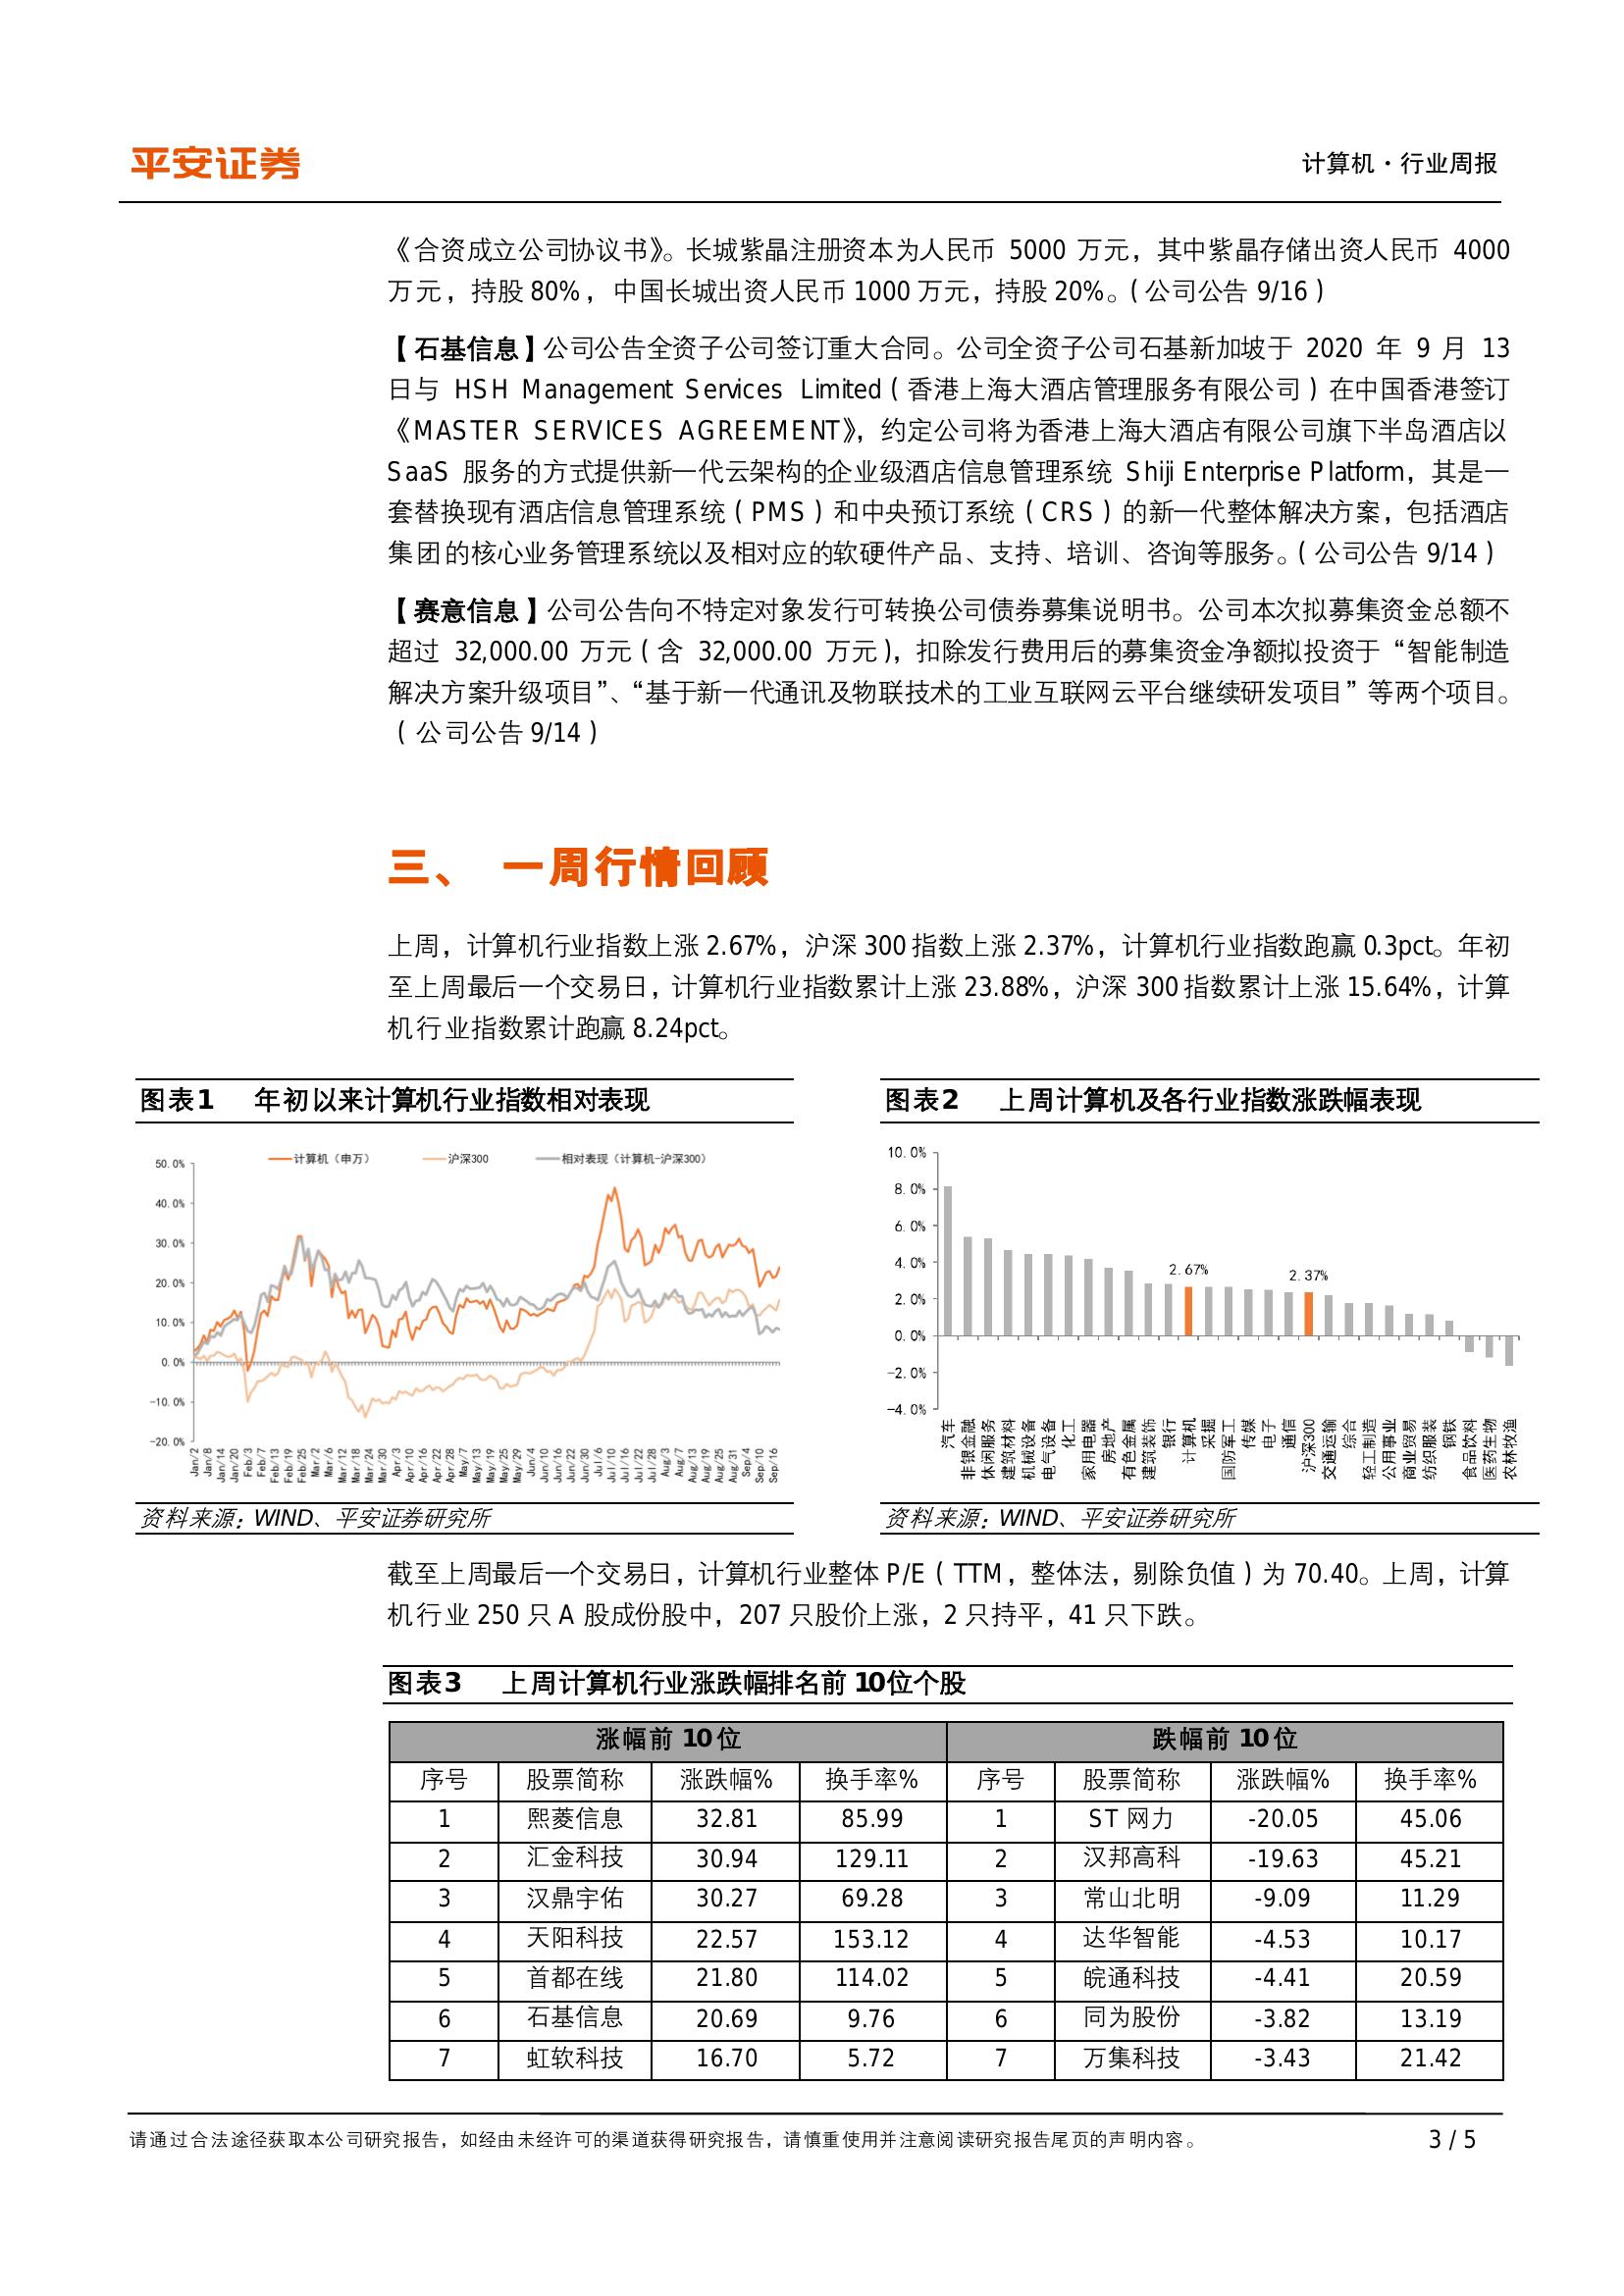 平安证券
计算机·行业周报
《合资成立公司协议书》。长城紫晶注册资本为人民币 5000 万元，其中紫晶存储出资人民币 4000
万元，持股 80%，中国长城出资人民币 1000 万元，持股 20%。(公司公告 9/16)
【石基信息】公司公告全资子公司签订重大合同。公司全资子公司石基新加坡于 2020 年 9 月 13
日与 HSH Management Services Limited(香港上海大酒店管理服务有限公司)在中国香港签订
《MASTER SERVICES AGREEMENT》，约定公司将为香港上海大酒店有限公司旗下半岛酒店以
SaaS 服务的方式提供新一代云架构的企业级酒店信息管理系统 Shiji Enterprise Platform，其是一
套替换现有酒店信息管理系统(PMS)和中央预订系统(CRS)的新一代整体解决方案，包括酒店
集团的核心业务管理系统以及相对应的软硬件产品、支持、培训、咨询等服务。(公司公告 9/14)
【赛意信息】公司公告向不特定对象发行可转换公司债券募集说明书。公司本次拟募集资金总额不
超过 32,000.00 万元(含 32,000.00 万元)，扣除发行费用后的募集资金净额拟投资于“智能制造
解决方案升级项目”、“基于新一代通讯及物联技术的工业互联网云平台继续研发项目”等两个项目。
(公司公告 9/14)
三、 一周行情回顾
上周，计算机行业指数上涨 2.67%，沪深 300 指数上涨 2.37%，计算机行业指数跑赢 0.3pct。年初
至上周最后一个交易日，计算机行业指数累计上涨 23.88%，沪深 300 指数累计上涨 15.64%，计算
机行业指数累计跑赢 8.24pct。
图表1 年初以来计算机行业指数相对表现
计算机（申万） 沪深300 相对表现（计算机-沪深300）
50.0%
40.0%
30.0%
20.0%
10.0%
0.0%
-10.0%
-20.0%
Jan/2 Jan/8 Jan/14 Jan/20 Feb/3 Feb/7 Feb/13 Feb/19 Feb/25 Mar/2 Mar/6 Mar/12 Mar/18 Mar/24 Mar/30 Apr/3 Apr/10 Apr/16 Apr/22 Apr/28 May/7 May/13 May/19 May/25 May/29 Jun/4 Jun/10 Jun/16 Jun/22 Jun/30 Jul/6 Jul/10 Jul/16 Jul/22 Jul/28 Aug/3 Aug/7 Aug/13 Aug/19 Aug/25 Aug/31 Sep/4 Sep/10 Sep/16
资料来源：WIND、平安证券研究所
图表2 上周计算机及各行业指数涨跌幅表现
10.0%
8.0%
6.0%
4.0%
2.0%
0.0%
-2.0%
-4.0%
2.67%
2.37%
汽车 非银金融 休闲服务 建筑材料 机械设备 电气设备 化工 家用电器 房地产 有色金属 建筑装饰 银行 计算机 采掘 国防军工 传媒 电子 通信 沪深300 交通运输 综合 轻工制造 公用事业 商业贸易 纺织服装 钢铁 食品饮料 医药生物 农林牧渔
资料来源：WIND、平安证券研究所
截至上周最后一个交易日，计算机行业整体 P/E(TTM，整体法，剔除负值)为 70.40。上周，计算
机行业 250 只 A 股成份股中，207 只股价上涨，2 只持平，41 只下跌。
图表3 上周计算机行业涨跌幅排名前 10位个股
涨幅前 10 位 跌幅前 10 位
序号 股票简称 涨跌幅% 换手率% 序号 股票简称 涨跌幅% 换手率%
1 熙菱信息 32.81 85.99 1 ST 网力 -20.05 45.06
2 汇金科技 30.94 129.11 2 汉邦高科 -19.63 45.21
3 汉鼎宇佑 30.27 69.28 3 常山北明 -9.09 11.29
4 天阳科技 22.57 153.12 4 达华智能 -4.53 10.17
5 首都在线 21.80 114.02 5 皖通科技 -4.41 20.59
6 石基信息 20.69 9.76 6 同为股份 -3.82 13.19
7 虹软科技 16.70 5.72 7 万集科技 -3.43 21.42
请通过合法途径获取本公司研究报告，如经由未经许可的渠道获得研究报告，请慎重使用并注意阅读研究报告尾页的声明内容。
3 / 5